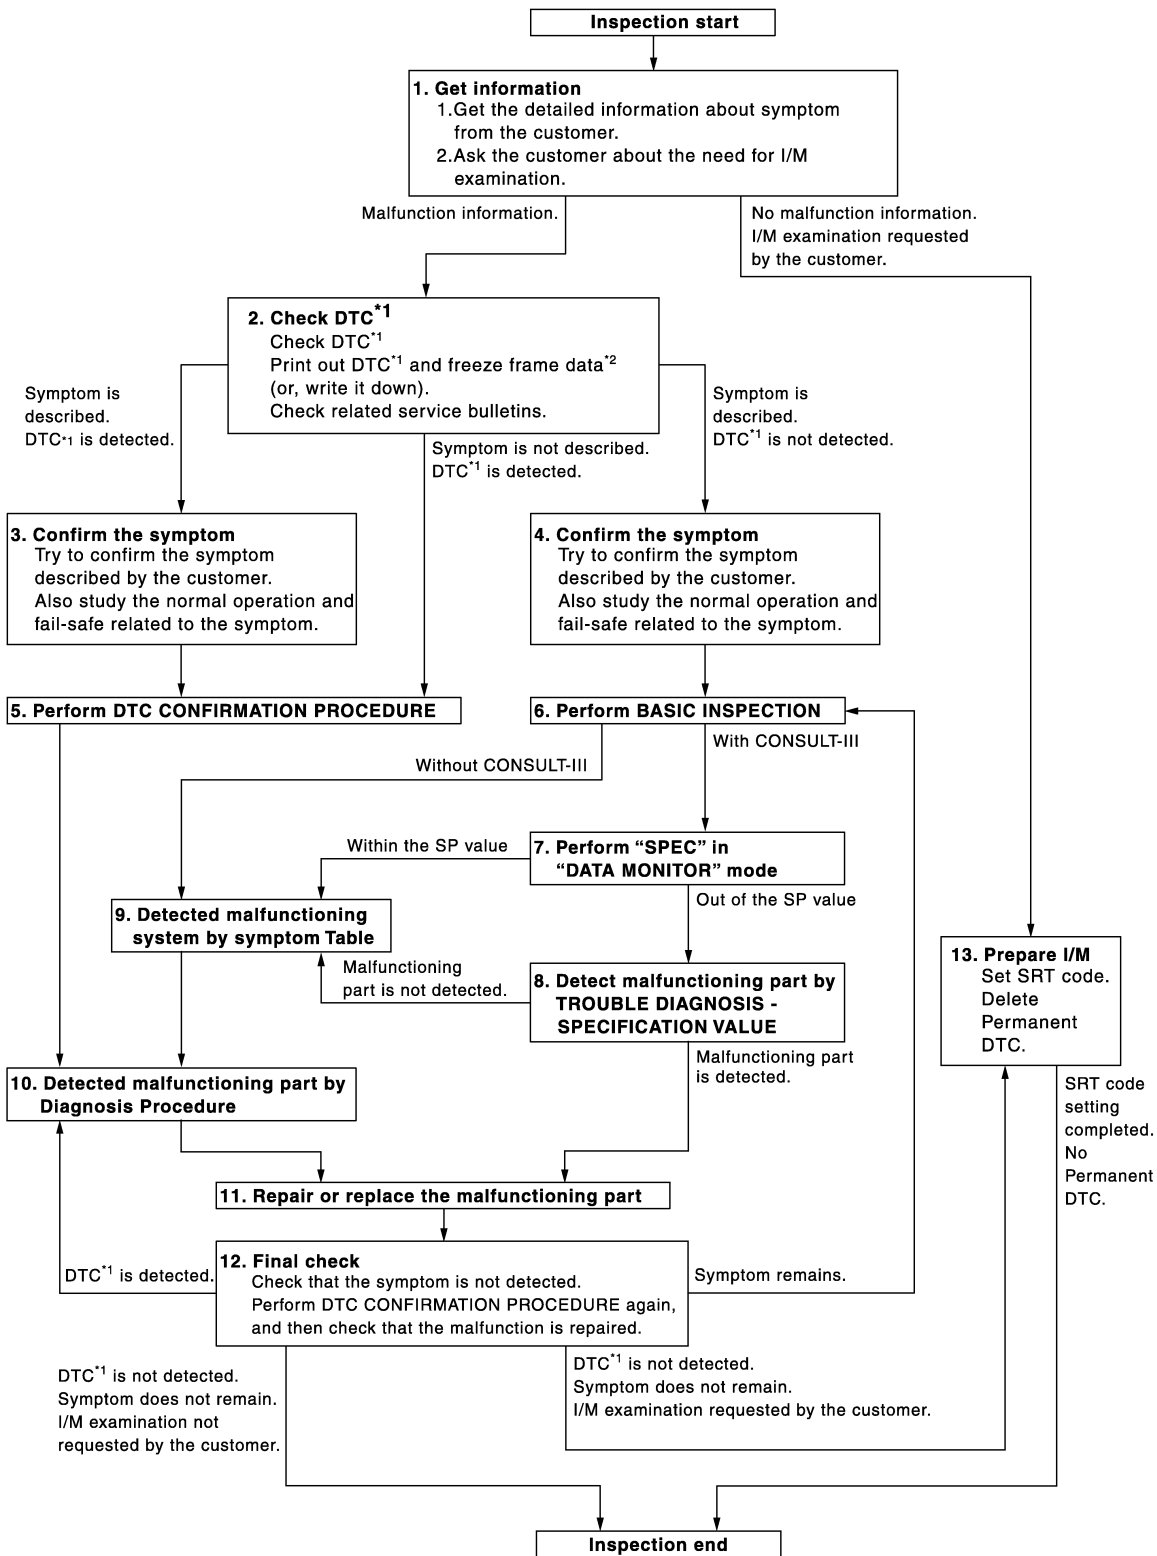 Inspection start
1. Get information
1.Get the detailed information about symptom
from the customer.
2.Ask the customer about the need for I/M
examination.
Malfunction information.
No malfunction information.
I/M examination requested
by the customer.
2. Check DTC*1
Check DTC*1
Print out DTC*1 and freeze frame data*2
(or, write it down).
Check related service bulletins.
Symptom is
described.
DTC*1 is detected.
Symptom is not described.
DTC*1 is detected.
Symptom is
described.
DTC*1 is not detected.
3. Confirm the symptom
Try to confirm the symptom
described by the customer.
Also study the normal operation and
fail-safe related to the symptom.
4. Confirm the symptom
Try to confirm the symptom
described by the customer.
Also study the normal operation and
fail-safe related to the symptom.
5. Perform DTC CONFIRMATION PROCEDURE
6. Perform BASIC INSPECTION
Without CONSULT-III
With CONSULT-III
Within the SP value
7. Perform “SPEC” in
“DATA MONITOR” mode
Out of the SP value
9. Detected malfunctioning
system by symptom Table
Malfunctioning
part is not detected.
8. Detect malfunctioning part by
TROUBLE DIAGNOSIS -
SPECIFICATION VALUE
13. Prepare I/M
Set SRT code.
Delete
Permanent
DTC.
Malfunctioning part
is detected.
10. Detected malfunctioning part by
Diagnosis Procedure
SRT code
setting
completed.
No
Permanent
DTC.
11. Repair or replace the malfunctioning part
12. Final check
Check that the symptom is not detected.
Perform DTC CONFIRMATION PROCEDURE again,
and then check that the malfunction is repaired.
DTC*1 is detected.
Symptom remains.
DTC*1 is not detected.
Symptom does not remain.
I/M examination not
requested by the customer.
DTC*1 is not detected.
Symptom does not remain.
I/M examination requested by the customer.
Inspection end